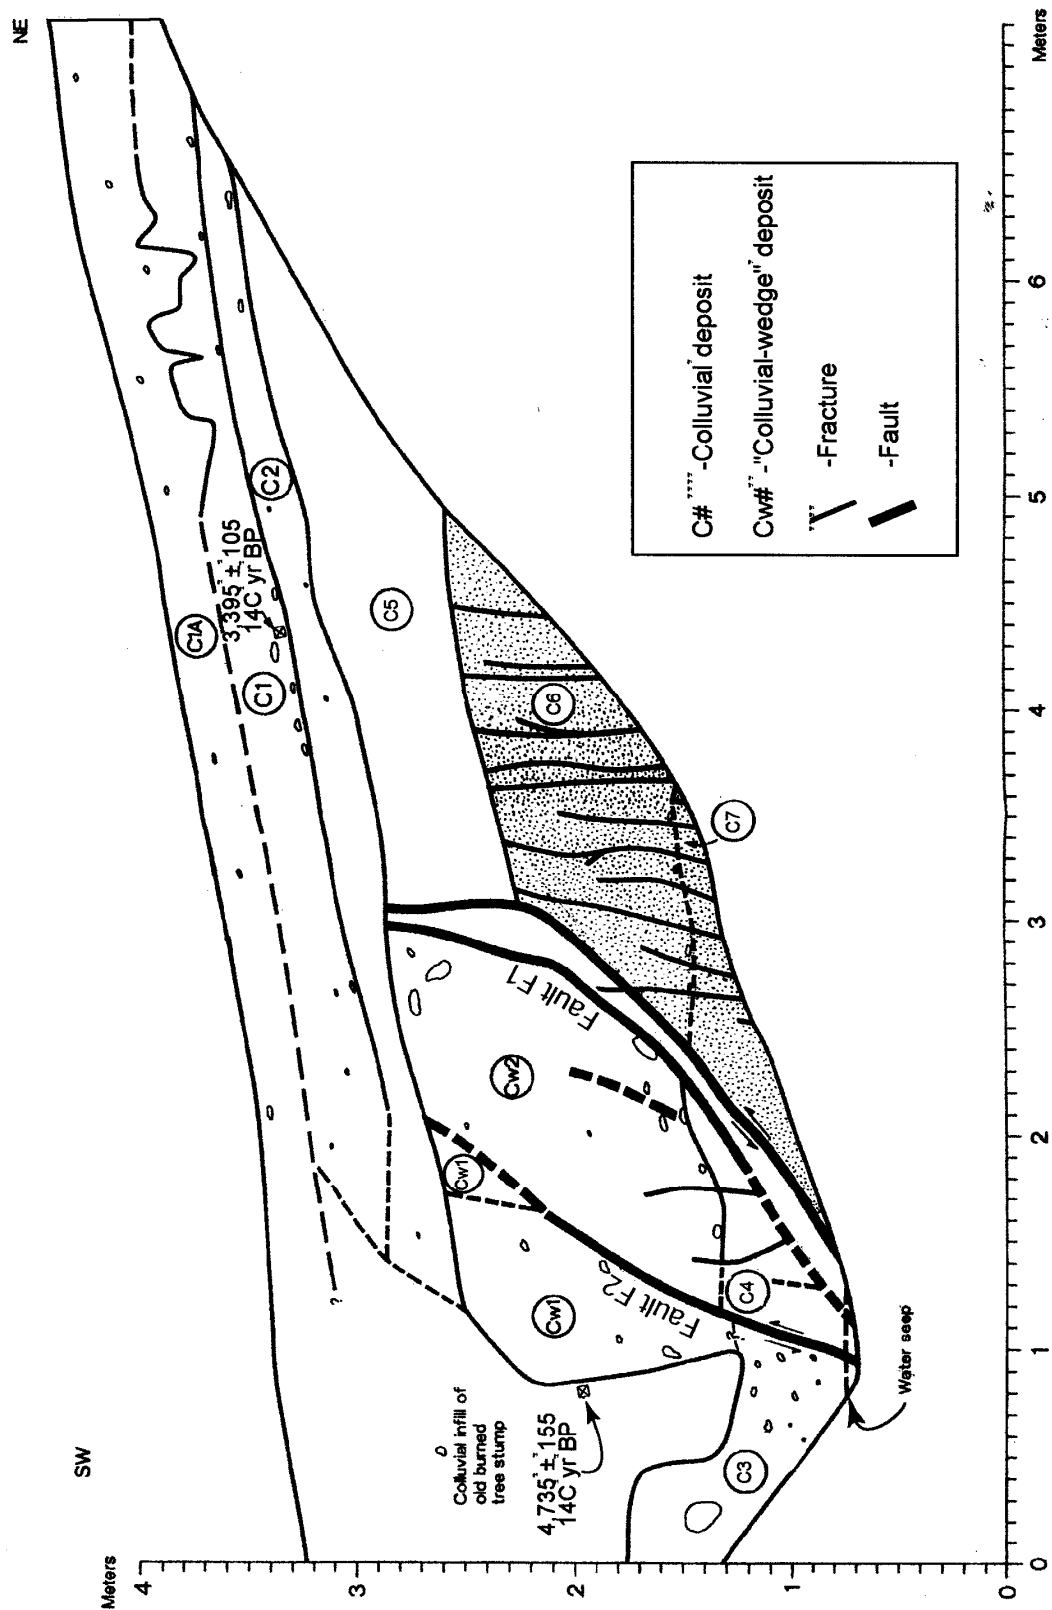 SW
NE
Meters
4
3
2
1
0
C1A
3,395 ± 105
14C yr BP
C1
C2
C5
C6
C7
Fault F1
Cw2
Cw1
Cw1
Fault F2
C4
?
?
Colluvial infill of
old burned
tree stump
4,735 ± 155
14C yr BP
C3
Water seep
C# -Colluvial deposit
Cw# -"Colluvial-wedge" deposit
-Fracture
-Fault
0
1
2
3
4
5
6
Meters